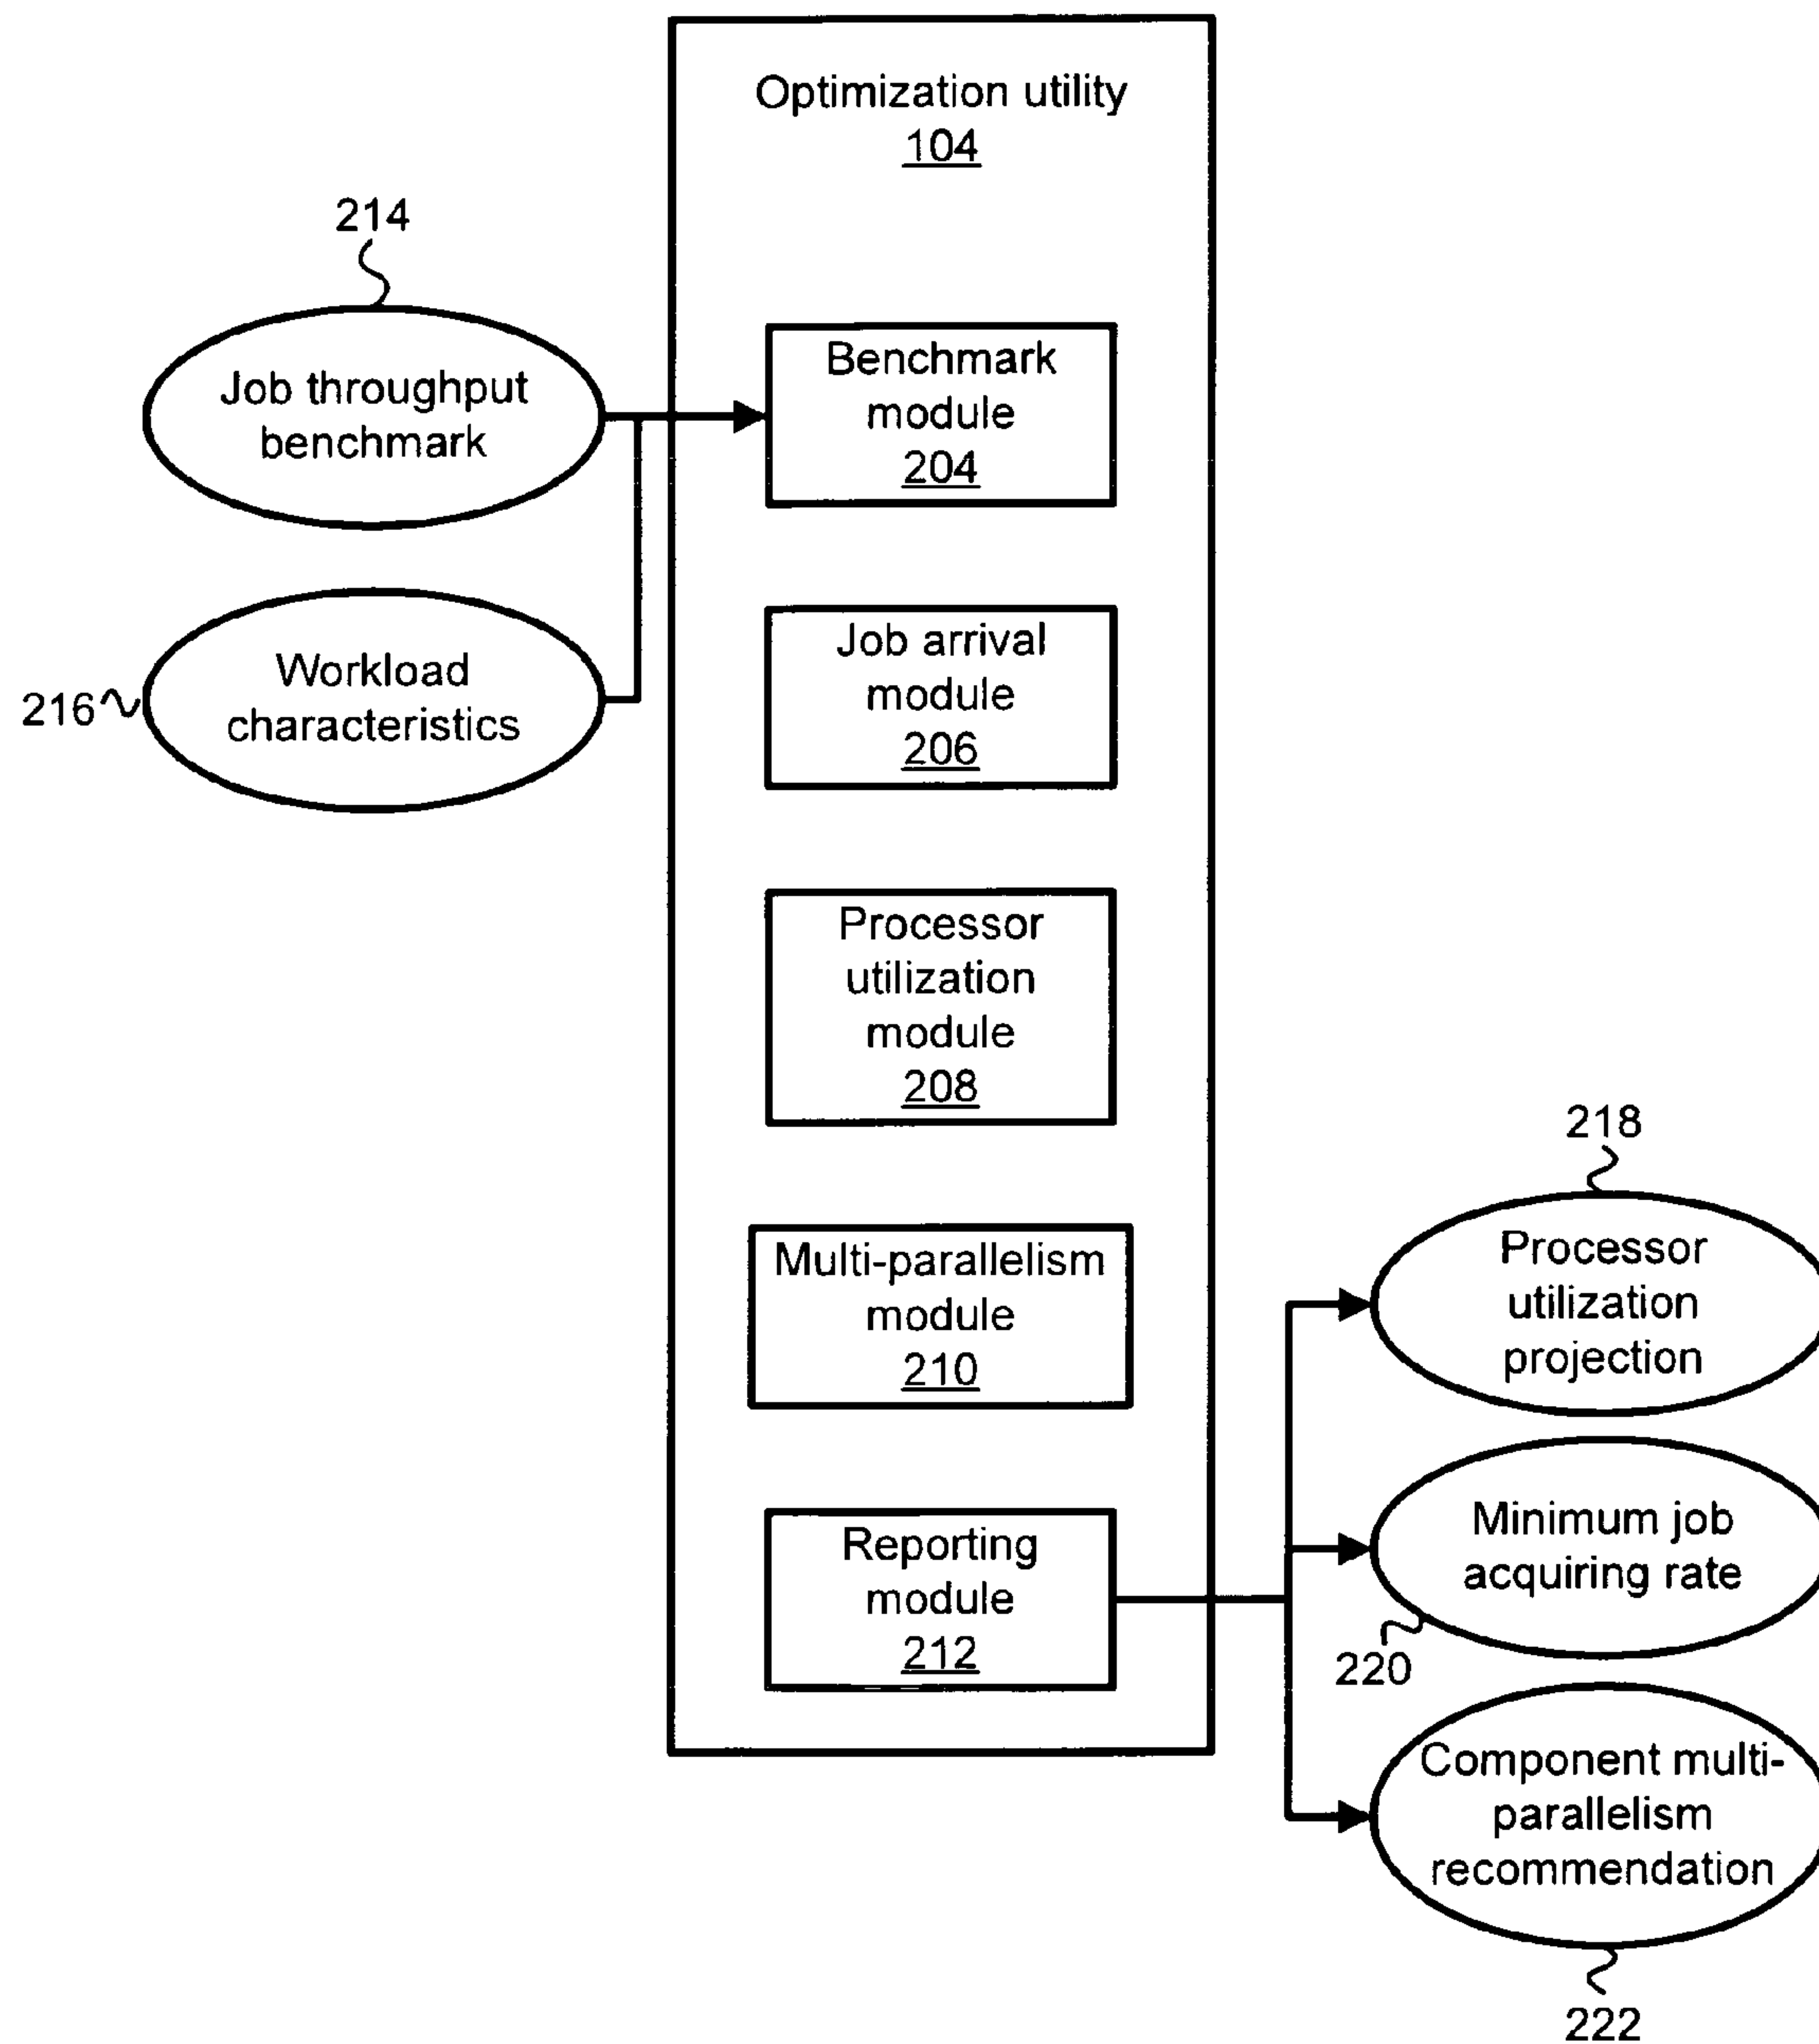 Optimization utility
104
214
Job throughput
benchmark
216
Workload
characteristics
Benchmark
module
204
Job arrival
module
206
Processor
utilization
module
208
Multi-parallelism
module
210
Reporting
module
212
218
Processor
utilization
projection
Minimum job
acquiring rate
220
Component multi-
parallelism
recommendation
222